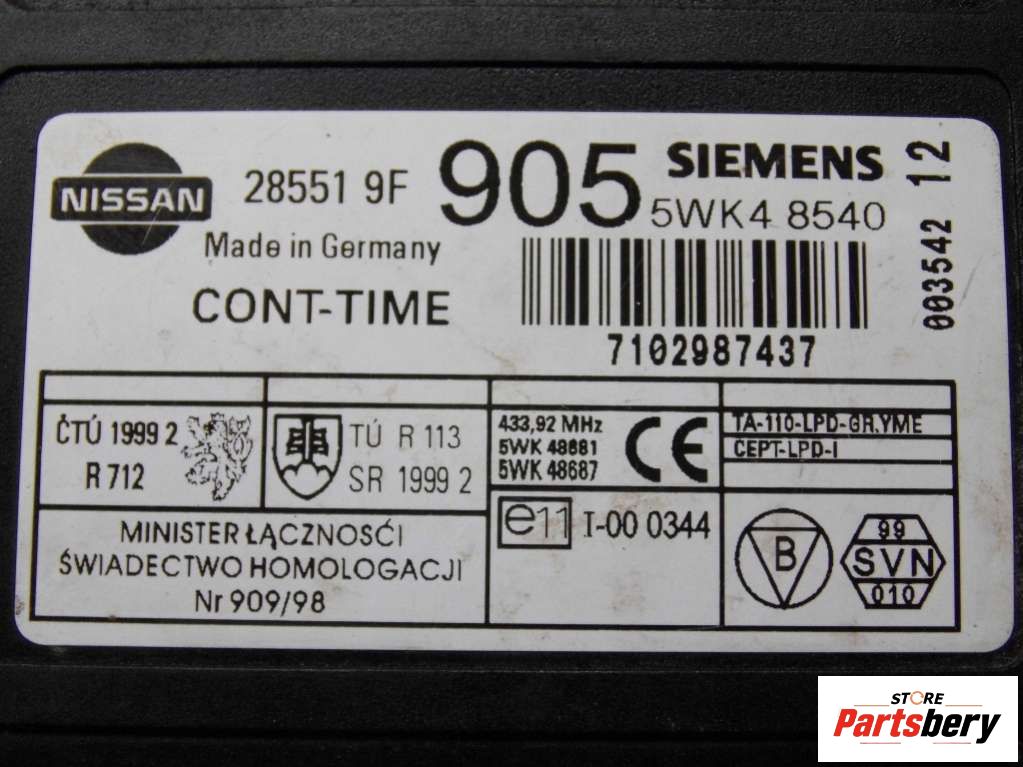 NISSAN
28551 9F 905
SIEMENS
5WK4 8540
Made in Germany
CONT-TIME
7102987437
003542 12
ČTÚ 1999 2
R 712
TÚ R 113
SR 1999 2
433,92 MHz
5WK 48681
5WK 48687
CE
TA-110-LPD-GR.YME
CEPT-LPD-I
MINISTER ŁĄCZNOSĆI
ŚWIADECTWO HOMOLOGACJI
Nr 909/98
e11 I-00 0344
B
99
SVN
010
STORE
Partsbery